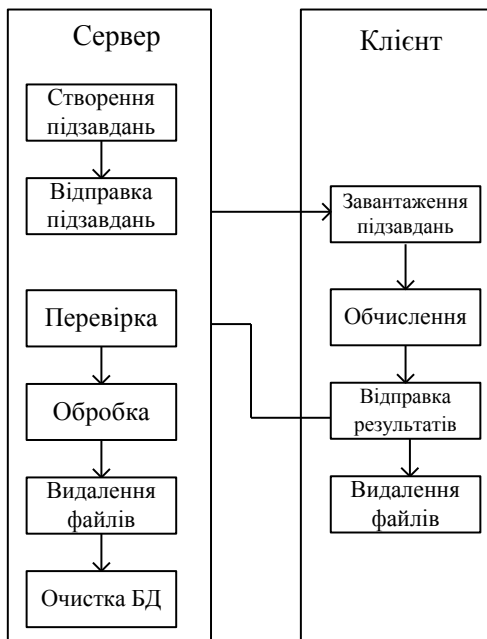 Сервер
Створення
підзавдань
Відправка
підзавдань
Перевірка
Обробка
Видалення
файлів
Очистка БД
Клієнт
Завантаження
підзавдань
Обчислення
Відправка
результатів
Видалення
файлів